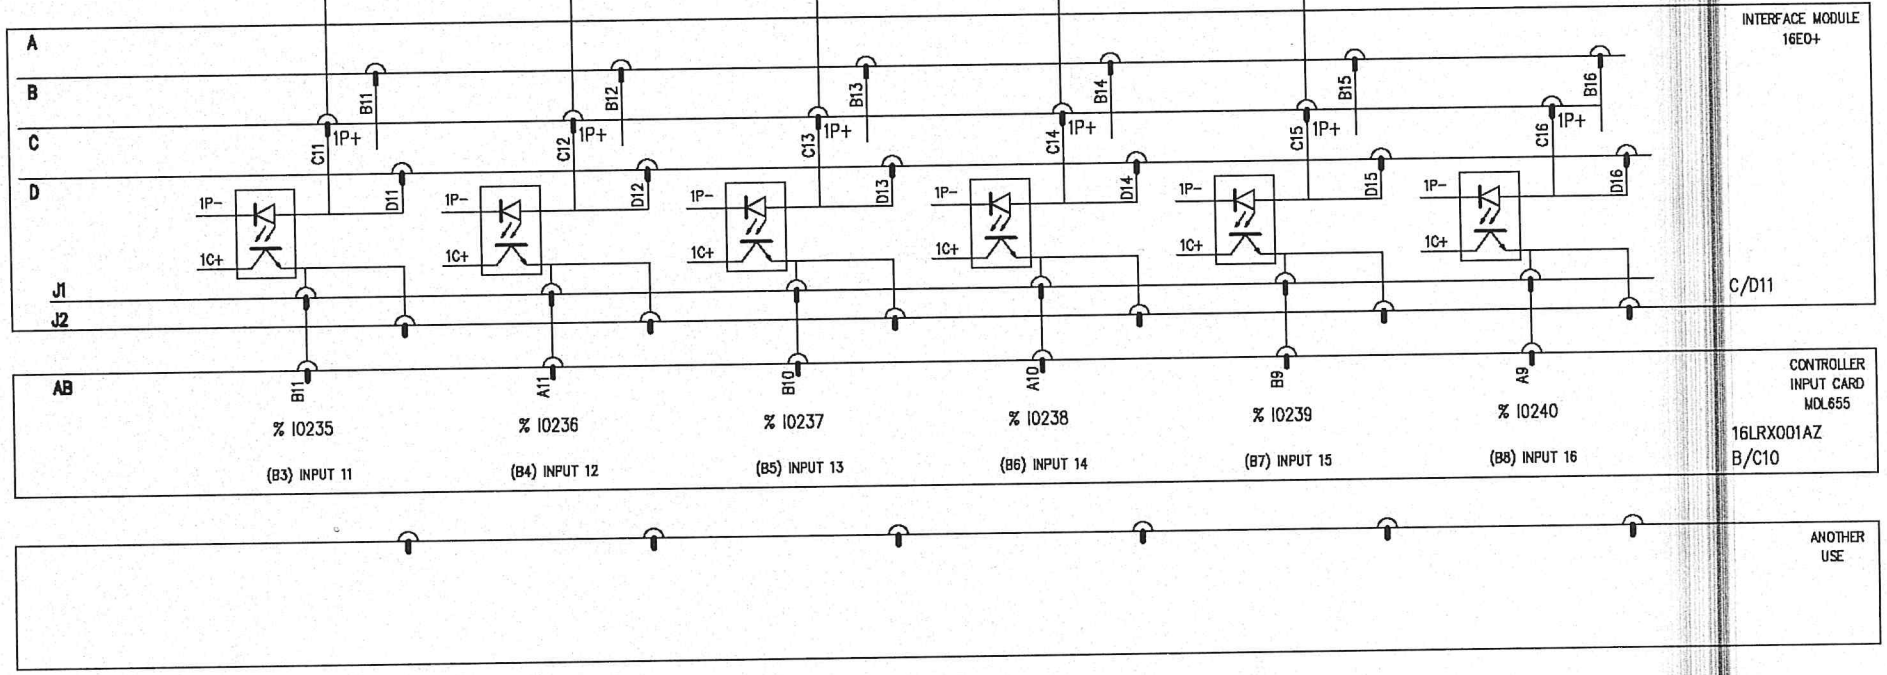 INTERFACE MODULE
16E0+
A
B11 B12 B13 B14 B15 B16
B
1P+ 1P+ 1P+ 1P+ 1P+ 1P+
C
C11 C12 C13 C14 C15 C16
D
D11 D12 D13 D14 D15 D16
1P- 1P- 1P- 1P- 1P- 1P-
1C+ 1C+ 1C+ 1C+ 1C+ 1C+
J1
C/D11
J2
CONTROLLER
INPUT CARD
MDL655
AB
B11 A11 B10 A10 B9 A9
% I0235 % I0236 % I0237 % I0238 % I0239 % I0240
16LRX001AZ
B/C10
(B3) INPUT 11 (B4) INPUT 12 (B5) INPUT 13 (B6) INPUT 14 (B7) INPUT 15 (B8) INPUT 16
ANOTHER
USE